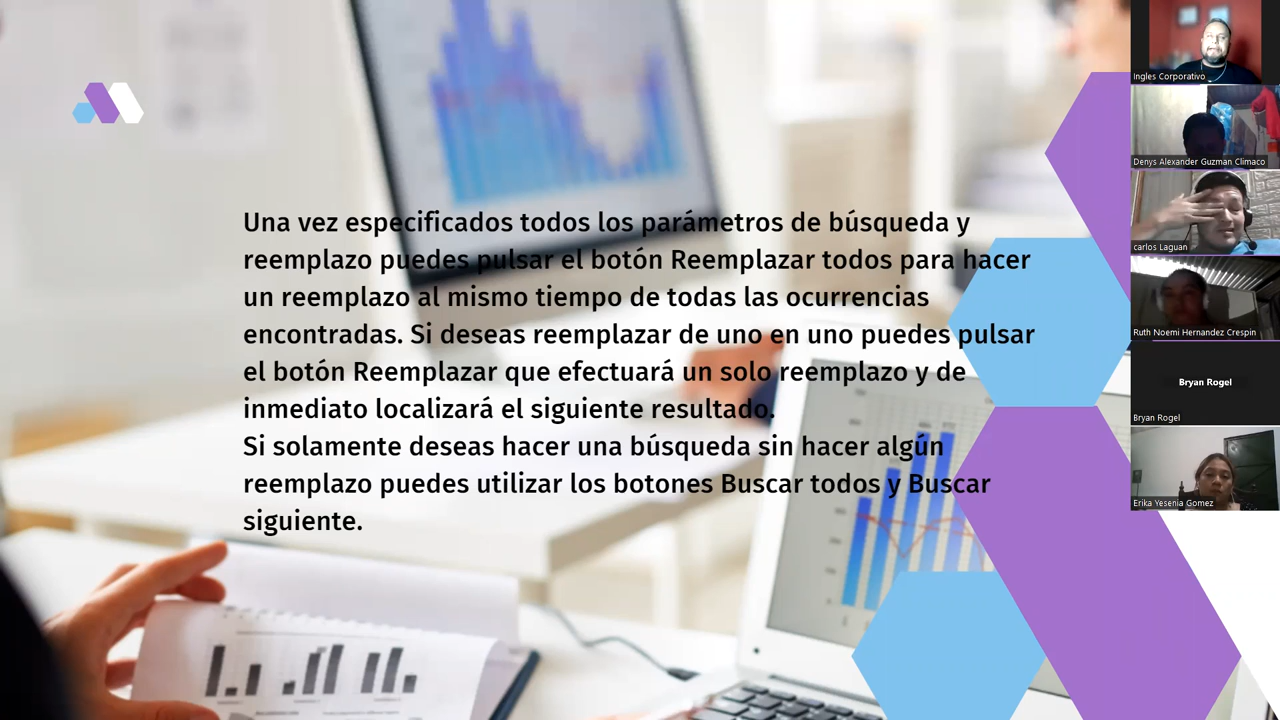 Una vez especificados todos los parámetros de búsqueda y
reemplazo puedes pulsar el botón Reemplazar todos para hacer
un reemplazo al mismo tiempo de todas las ocurrencias
encontradas. Si deseas reemplazar de uno en uno puedes pulsar
el botón Reemplazar que efectuará un solo reemplazo y de
inmediato localizará el siguiente resultado.
Si solamente deseas hacer una búsqueda sin hacer algún
reemplazo puedes utilizar los botones Buscar todos y Buscar
siguiente.
Ingles Corporativo
Denys Alexander Guzman Climaco
carlos Laguan
Ruth Noemi Hernandez Crespin
Bryan Rogel
Bryan Rogel
Erika Yesenia Gomez